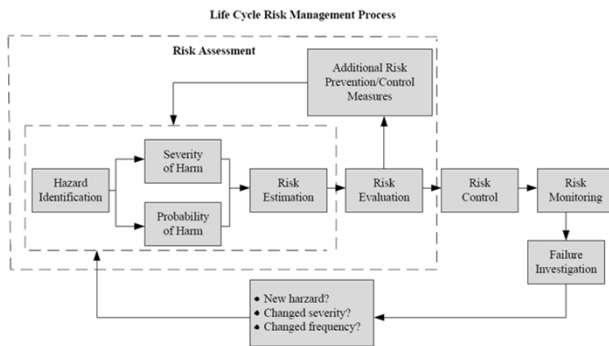 Life Cycle Risk Management Process
Risk Assessment
Additional Risk
Prevention/Control
Measures
Hazard
Identification
Severity
of Harm
Probability
of Harm
Risk
Estimation
Risk
Evaluation
Risk
Control
Risk
Monitoring
Failure
Investigation
• New harzard?
• Changed severity?
• Changed frequency?